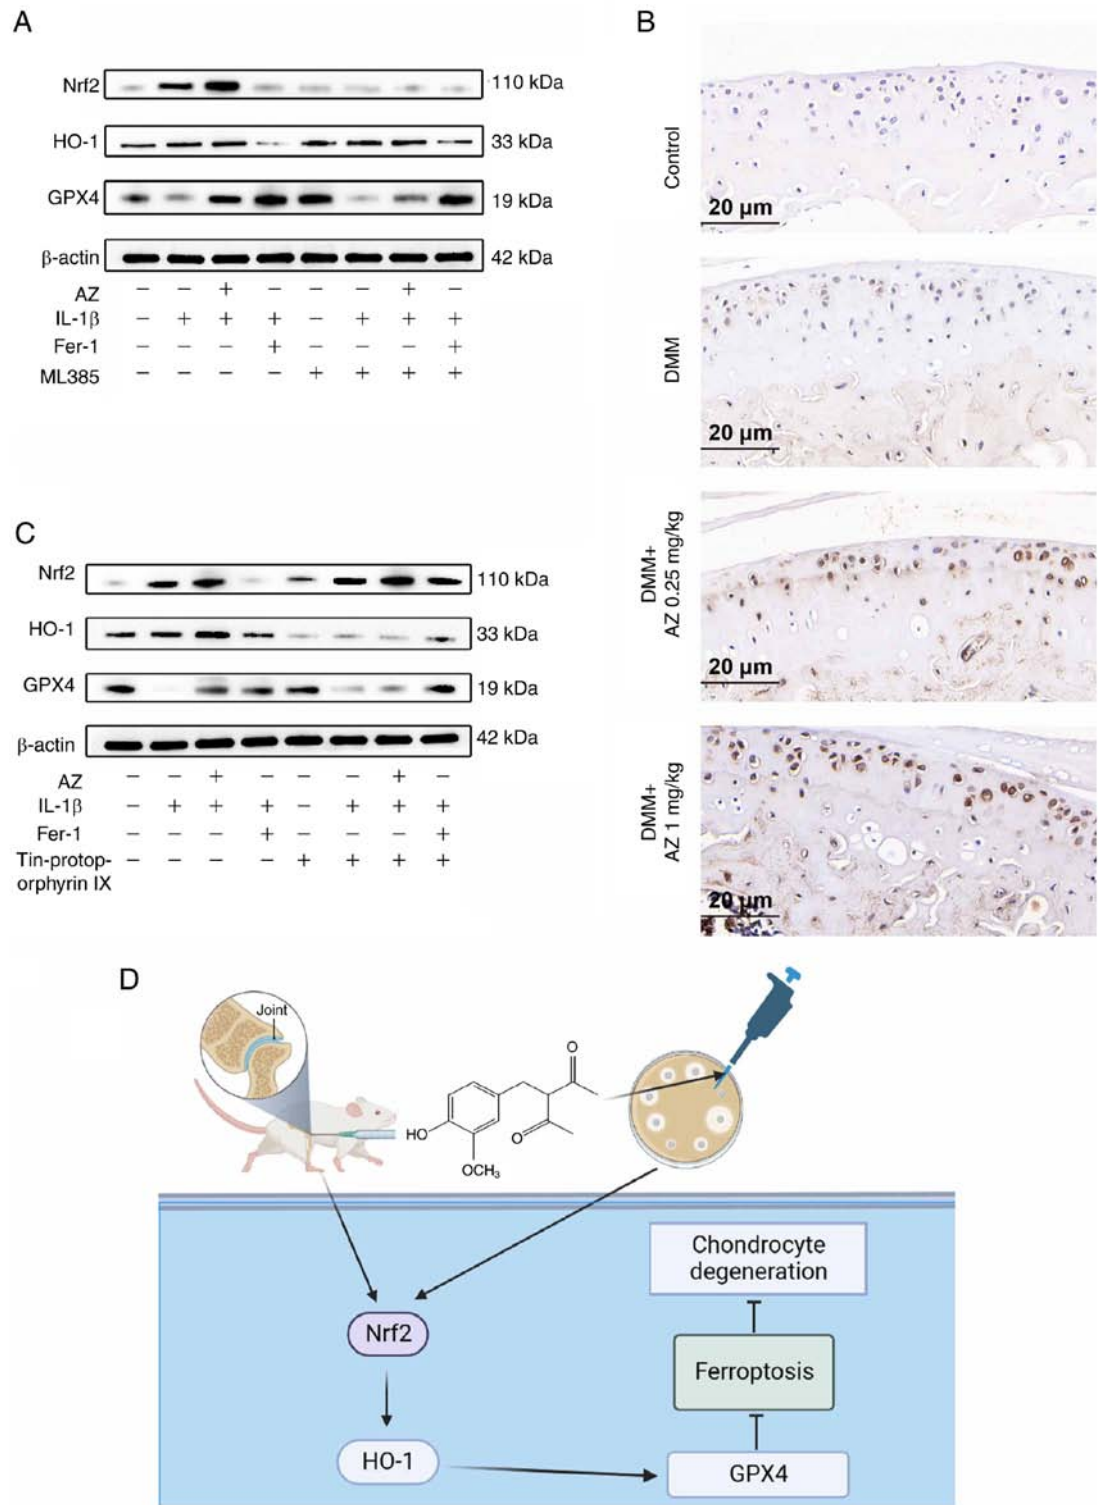 A
Nrf2 110 kDa
HO-1 33 kDa
GPX4 19 kDa
β-actin 42 kDa
AZ − − + − − − + −
IL-1β − + + + − + + +
Fer-1 − − − + − − − +
ML385 − − − − + + + +
B
Control
20 μm
DMM
20 μm
DMM+
AZ 0.25 mg/kg
20 μm
DMM+
AZ 1 mg/kg
20 μm
C
Nrf2 110 kDa
HO-1 33 kDa
GPX4 19 kDa
β-actin 42 kDa
AZ − − + − − − + −
IL-1β − + + + − + + +
Fer-1 − − − + − − − +
Tin-protop- − − − − + + + +
orphyrin IX
D
Joint
O
HO
O
OCH3
Chondrocyte
degeneration
Nrf2
Ferroptosis
HO-1
GPX4